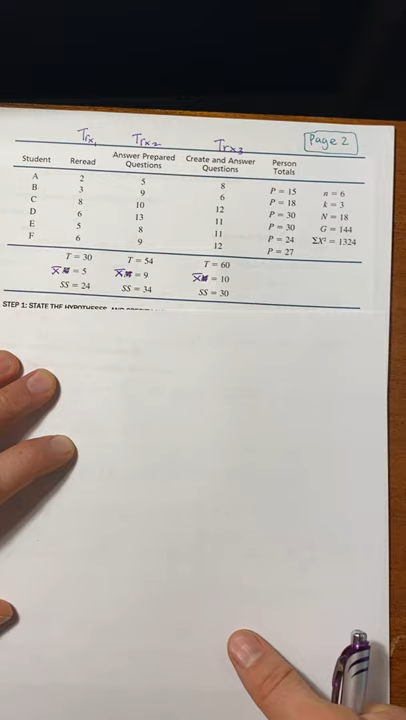 Trx1 Trx2 Trx3 Page 2
Student Reread Answer Prepared Questions Create and Answer Questions Person Totals
A 2 5 8 P = 15 n = 6
B 3 9 6 P = 18 k = 3
C 8 10 12 P = 30 N = 18
D 6 13 11 P = 30 G = 144
E 5 8 11 P = 24 ΣX² = 1324
F 6 9 12 P = 27
T = 30 T = 54 T = 60
X̄ = 5 X̄ = 9 X̄ = 10
SS = 24 SS = 34 SS = 30
STEP 1: STATE THE HYPOTHESES, AND